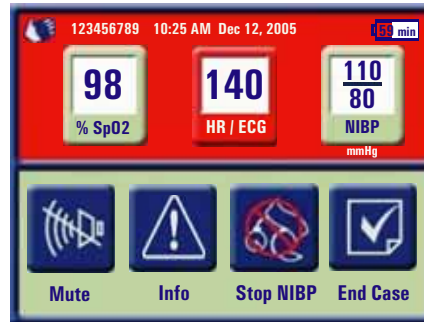 123456789 10:25 AM Dec 12, 2005 59 min
98 140 110
80
% SpO2 HR / ECG NIBP
mmHg
Mute Info Stop NIBP End Case